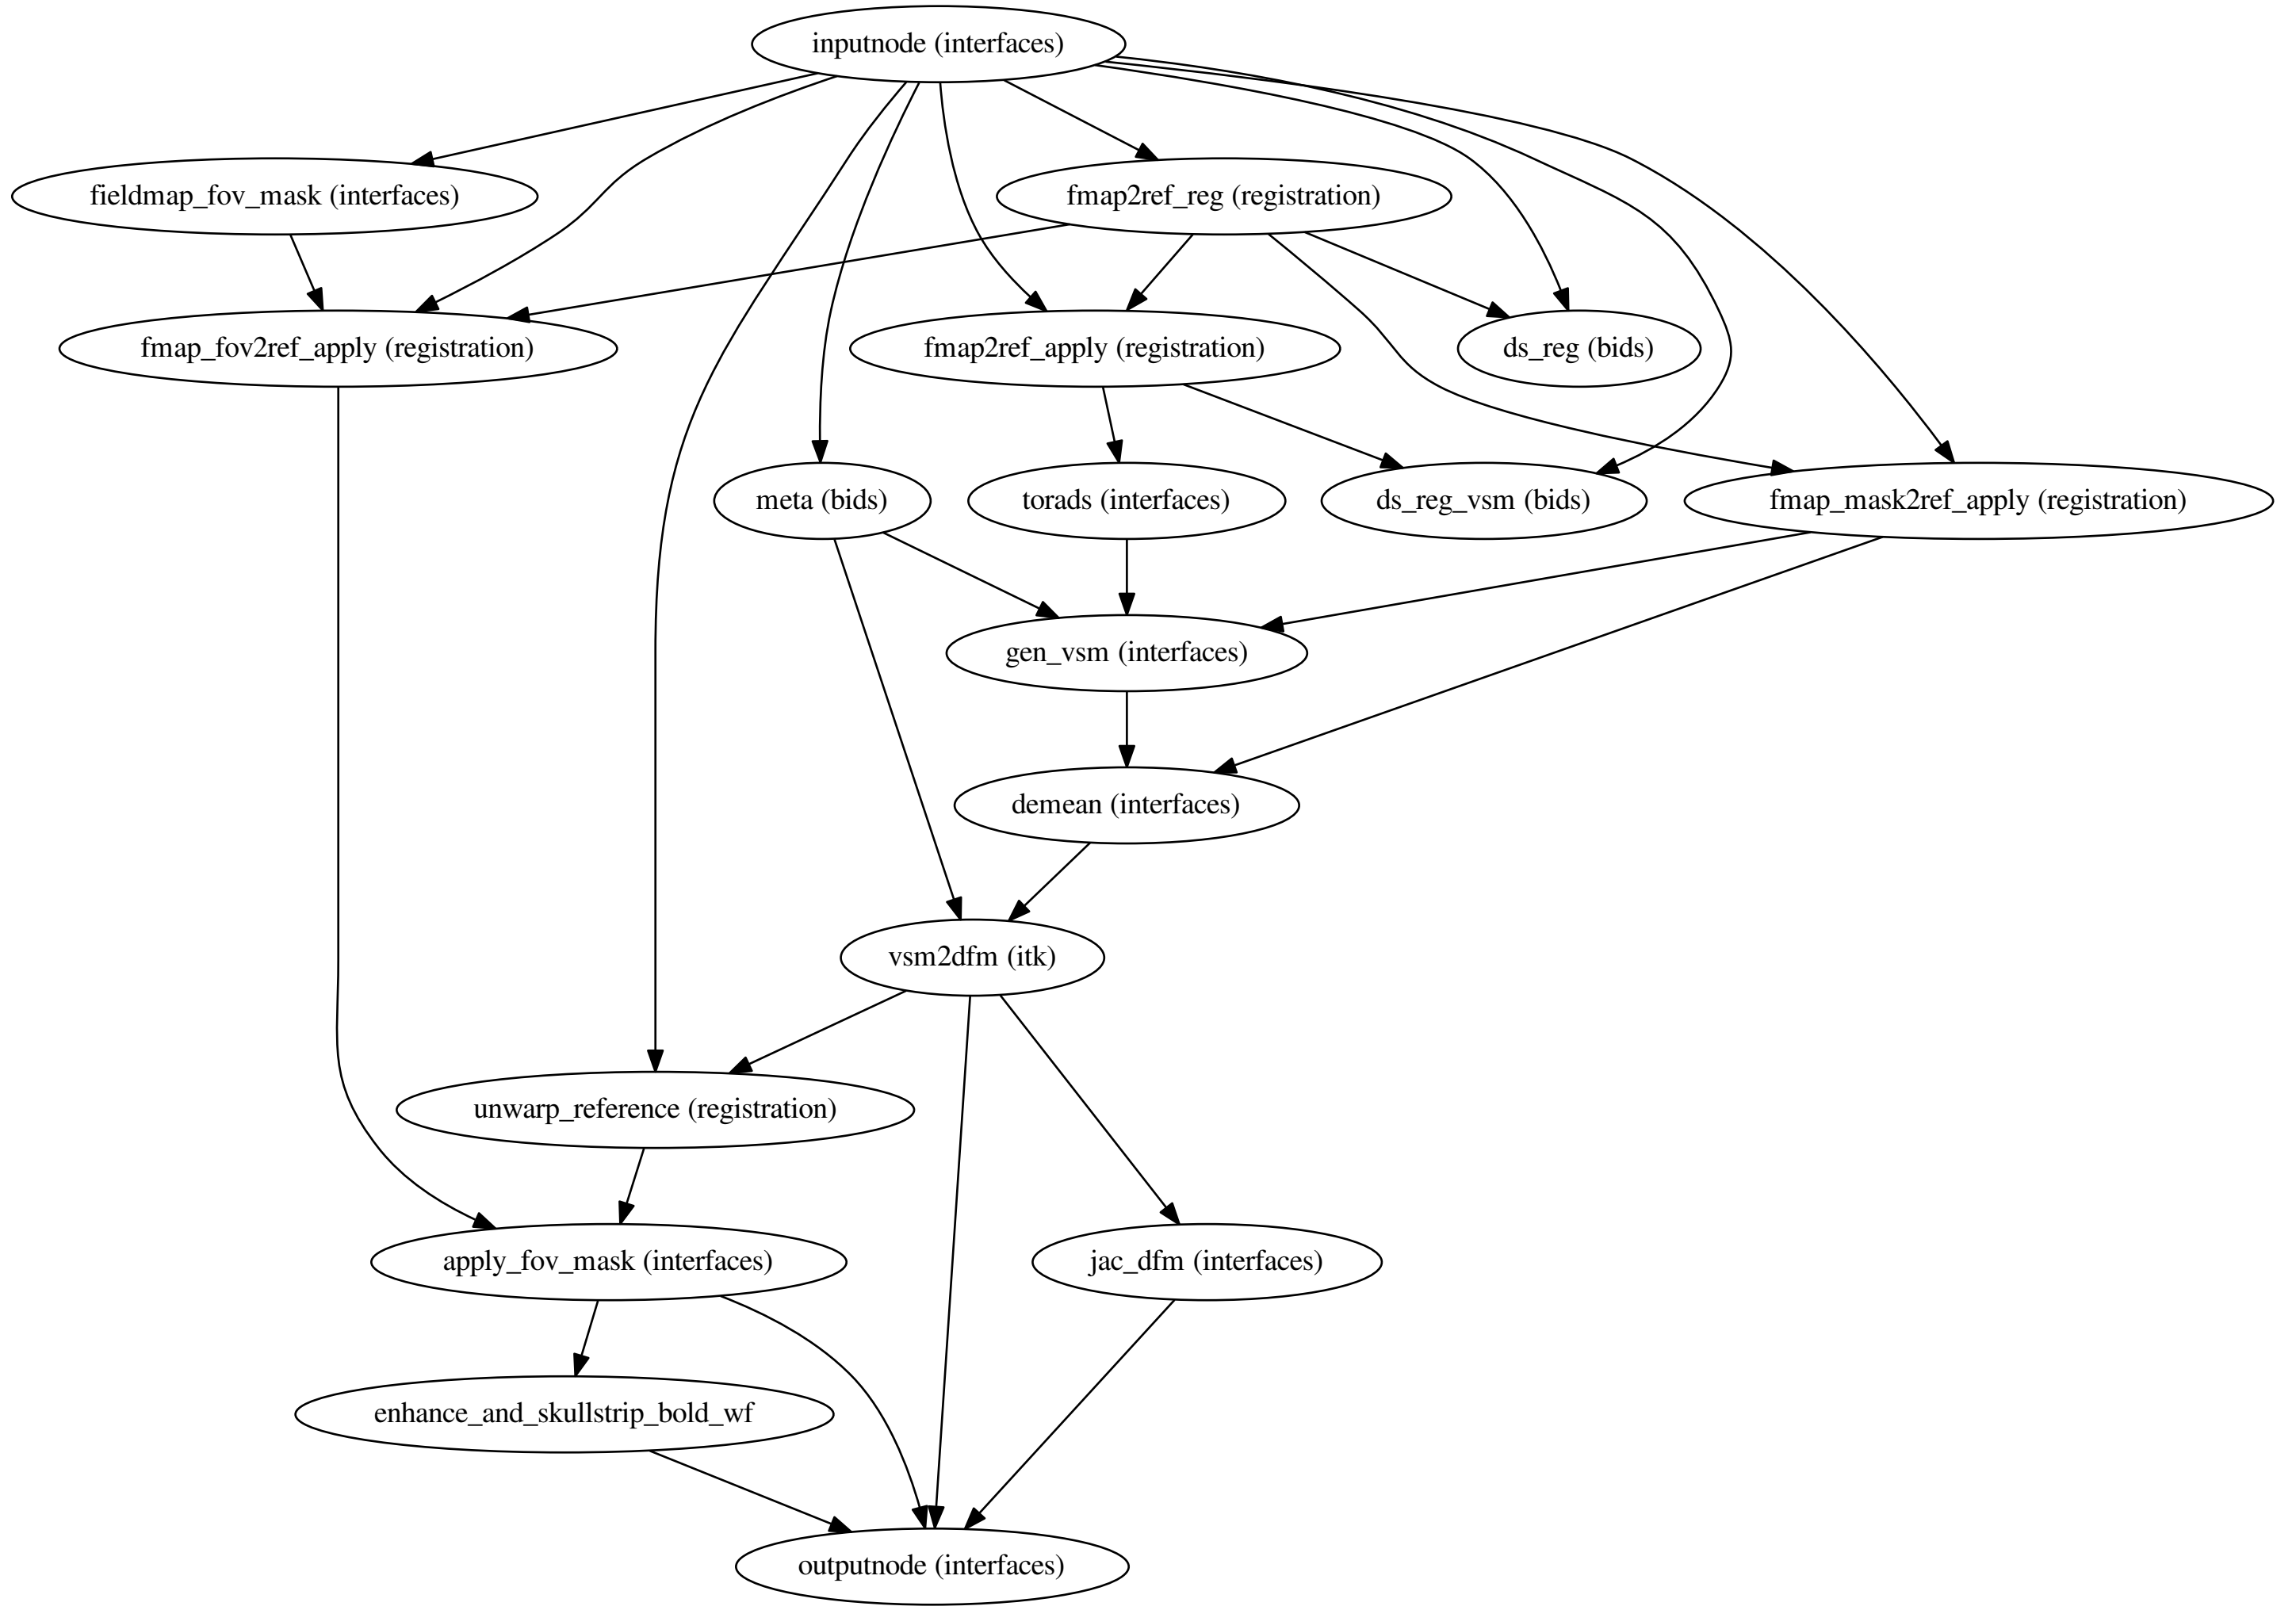 inputnode (interfaces)
fieldmap_fov_mask (interfaces)
fmap2ref_reg (registration)
fmap_fov2ref_apply (registration)
fmap2ref_apply (registration)
ds_reg (bids)
meta (bids)
torads (interfaces)
ds_reg_vsm (bids)
fmap_mask2ref_apply (registration)
gen_vsm (interfaces)
demean (interfaces)
vsm2dfm (itk)
unwarp_reference (registration)
apply_fov_mask (interfaces)
jac_dfm (interfaces)
enhance_and_skullstrip_bold_wf
outputnode (interfaces)